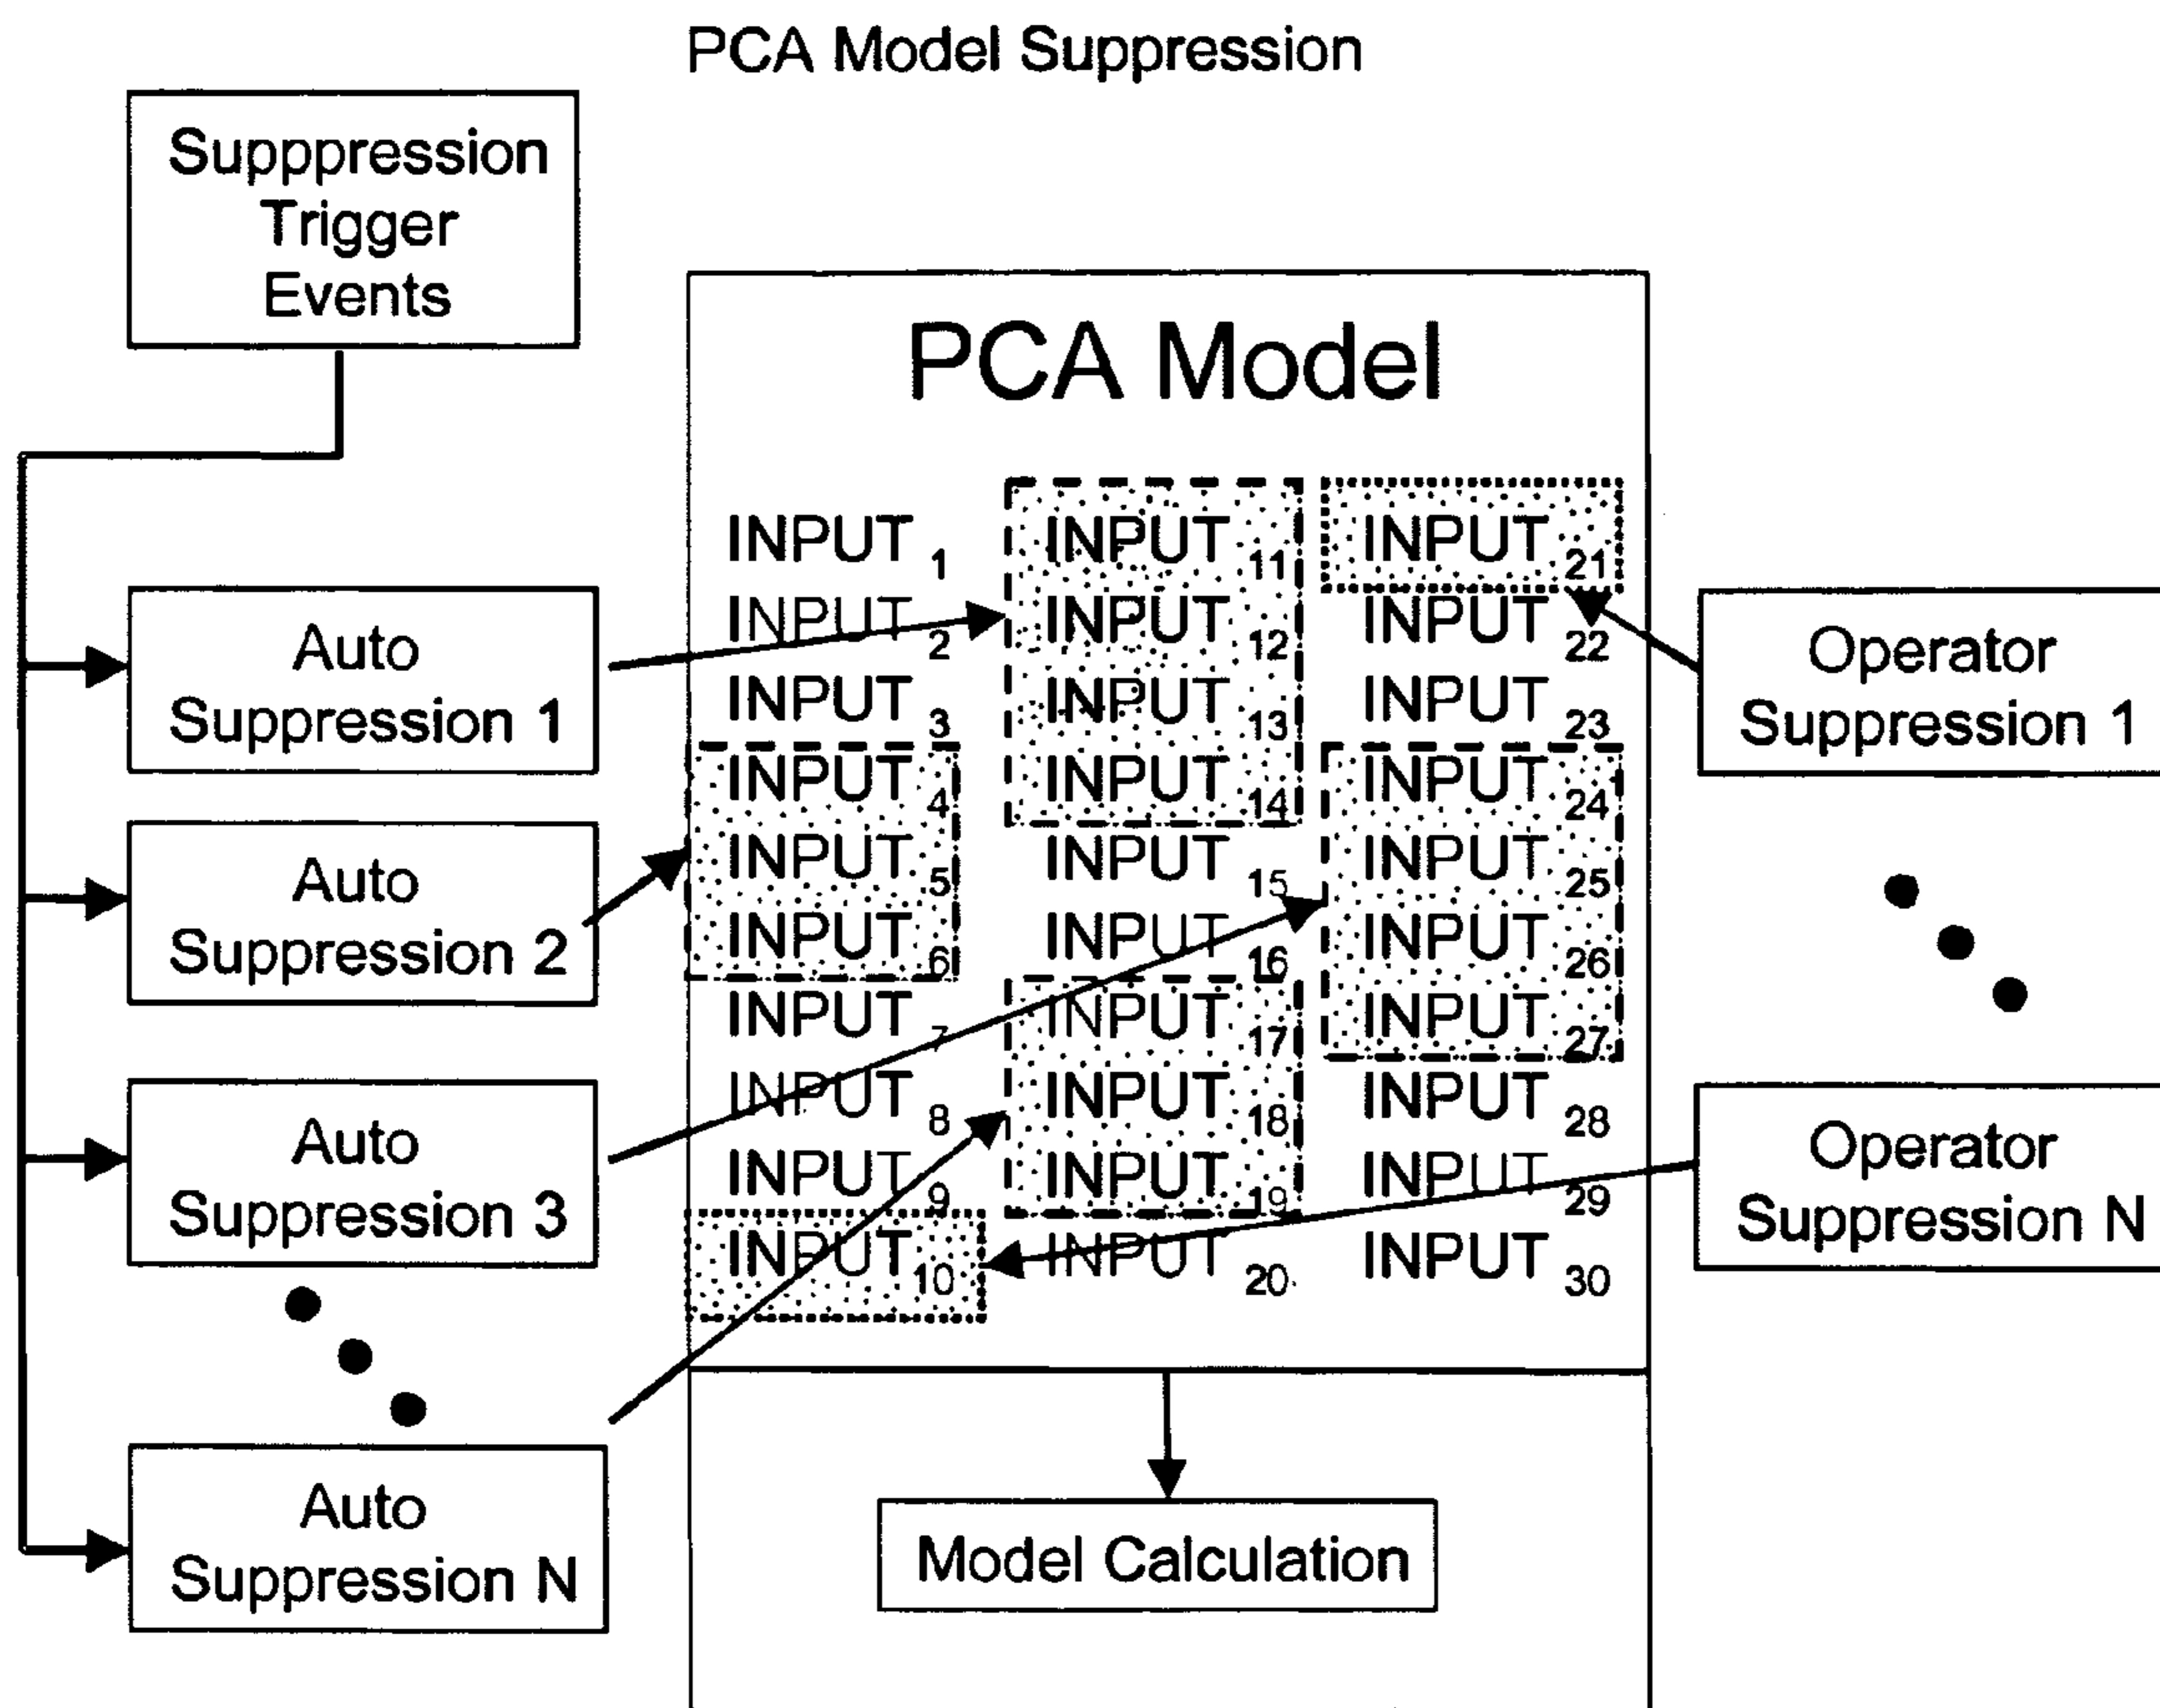 PCA Model Suppression
Supppression
Trigger
Events
PCA Model
INPUT 1
INPUT 2
INPUT 3
INPUT 4
INPUT 5
INPUT 6
INPUT 7
INPUT 8
INPUT 9
INPUT 10
INPUT 11
INPUT 12
INPUT 13
INPUT 14
INPUT 15
INPUT 16
INPUT 17
INPUT 18
INPUT 19
INPUT 20
INPUT 21
INPUT 22
INPUT 23
INPUT 24
INPUT 25
INPUT 26
INPUT 27
INPUT 28
INPUT 29
INPUT 30
Auto
Suppression 1
Auto
Suppression 2
Auto
Suppression 3
Auto
Suppression N
Operator
Suppression 1
Operator
Suppression N
Model Calculation